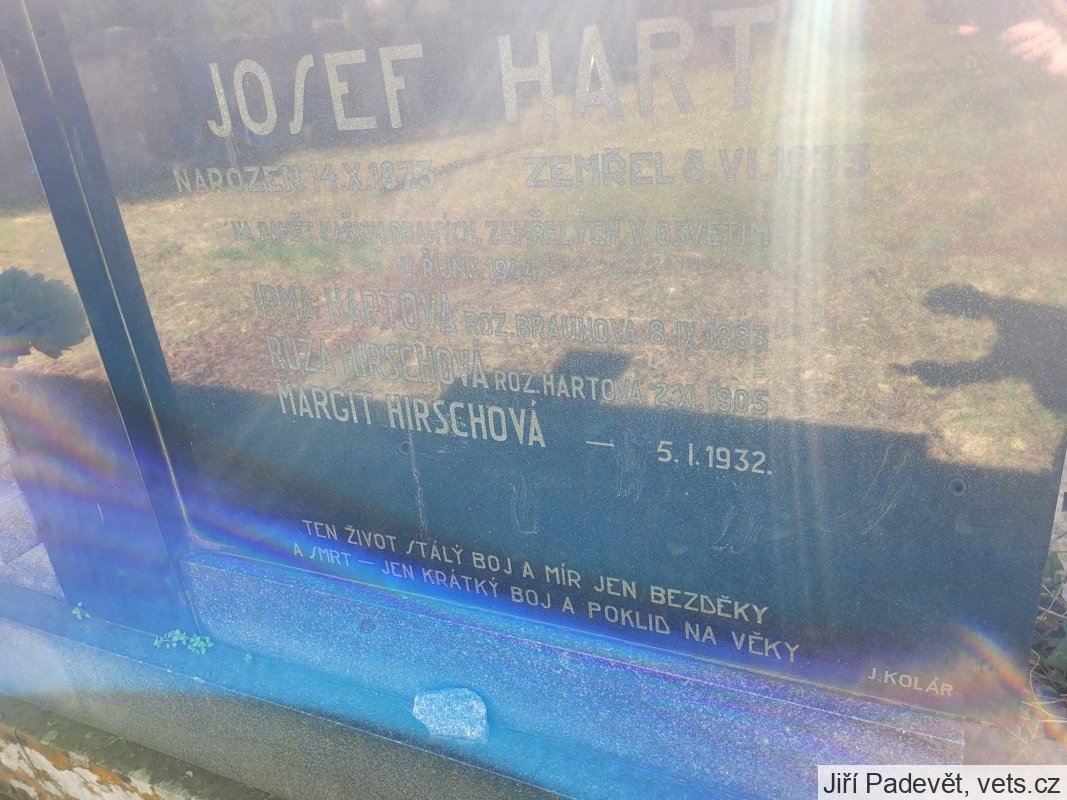 JOSEF HART
NAROZEN 14.X.1873 ZEMŘEL 6.VI.1933
NA PAMĚT NAŠICH DRAHÝCH, ZEMŘELÝCH V. OSVĚTIMI
V ŘÍJNU 1944
IRMA HARTOVÁ ROZ. BRAUNOVÁ 8.IX.1883
RŮŽA HIRSCHOVÁ ROZ. HARTOVÁ 2.XI.1905
MARGIT HIRSCHOVÁ — 5.I.1932.
TEN ŽIVOT STÁLÝ BOJ A MÍR JEN BEZDĚKY
A SMRT — JEN KRÁTKÝ BOJ A POKLID NA VĚKY
J. KOLÁR
Jiří Padevět, vets.cz